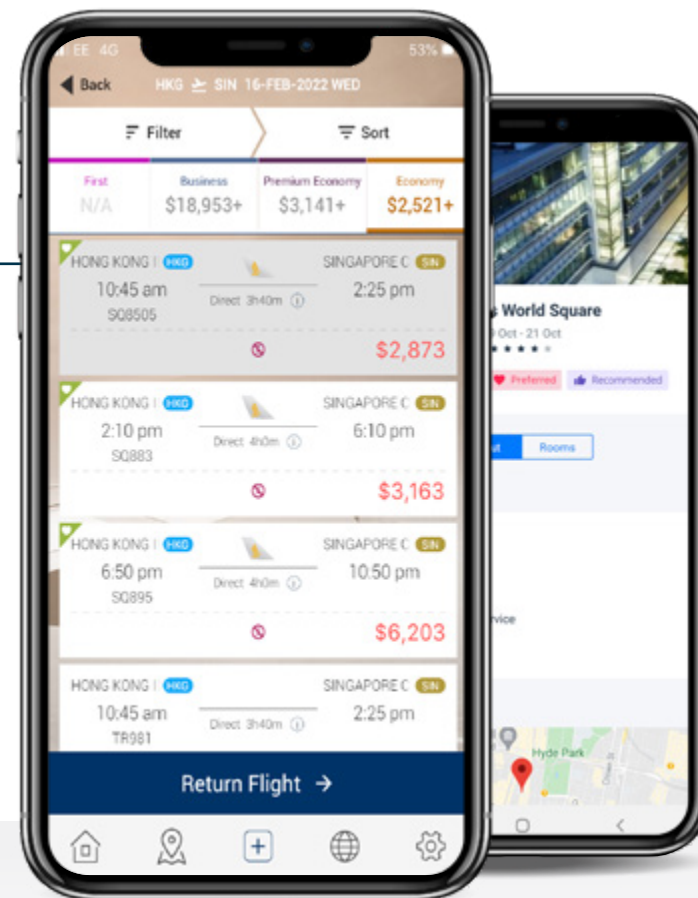 EE 4G 53%
Back HKG SIN 16-FEB-2022 WED
Filter Sort
First Business Premium Economy Economy
N/A $18,953+ $3,141+ $2,521+
HONG KONG I HKG SINGAPORE C SIN
10:45 am Direct 3h40m 2:25 pm
SQ8505
$2,873
HONG KONG I HKG SINGAPORE C SIN
2:10 pm Direct 4h0m 6:10 pm
SQ883
$3,163
HONG KONG I HKG SINGAPORE C SIN
6:50 pm Direct 4h0m 10:50 pm
SQ895
$6,203
HONG KONG I HKG SINGAPORE C SIN
10:45 am Direct 3h40m 2:25 pm
TR981
Return Flight →
World Square
Oct - 21 Oct
Preferred Recommended
Rooms
Hyde Park